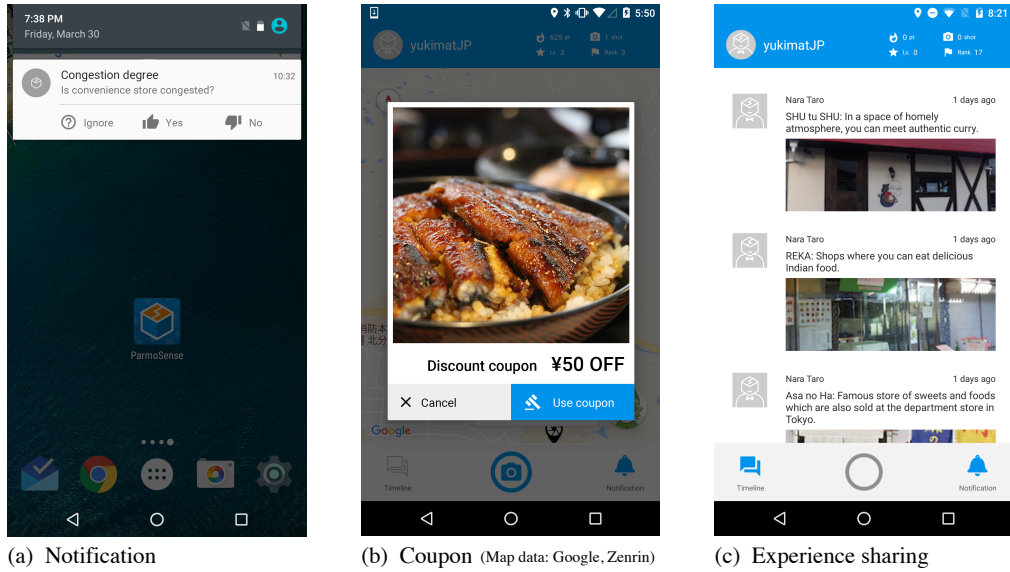 7:38 PM
Friday, March 30
Congestion degree
10:32
Is convenience store congested?
Ignore
Yes
No
ParmoSense
(a) Notification
5:50
yukimatJP
625 pt
1 shot
Lv. 3
Rank 3
消防本
北分
Discount coupon ¥50 OFF
Cancel
Use coupon
Google
Timeline
Notification
(b) Coupon (Map data: Google, Zenrin)
8:21
yukimatJP
0 pt
0 shot
Lv. 0
Rank 17
Nara Taro
1 days ago
SHU tu SHU: In a space of homely
atmosphere, you can meet authentic curry.
Nara Taro
1 days ago
REKA: Shops where you can eat delicious
Indian food.
Nara Taro
1 days ago
Asa no Ha: Famous store of sweets and foods
which are also sold at the department store in
Tokyo.
Timeline
Notification
(c) Experience sharing